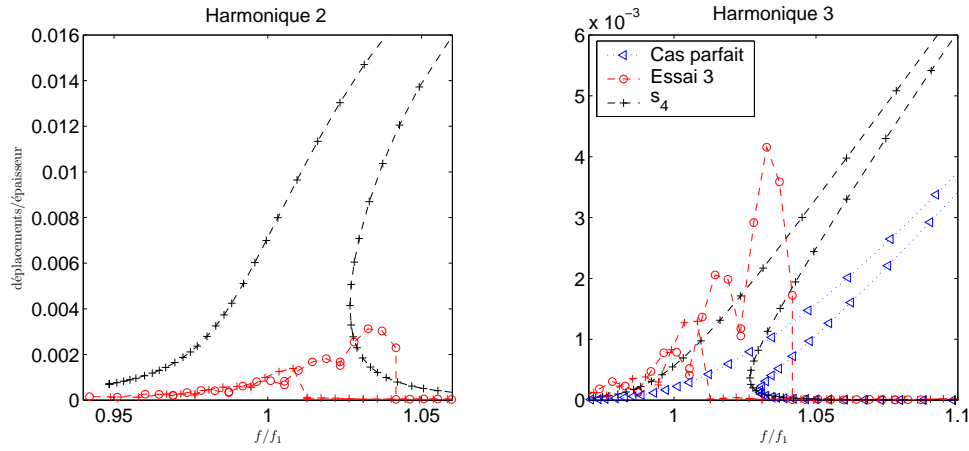 Harmonique 2
0.016
0.014
0.012
0.01
0.008
0.006
0.004
0.002
0
déplacements/épaisseur
0.95
1
1.05
f/f₁
Harmonique 3
x 10⁻³
6
5
4
3
2
1
0
Cas parfait
Essai 3
s₄
1
1.05
1.1
f/f₁